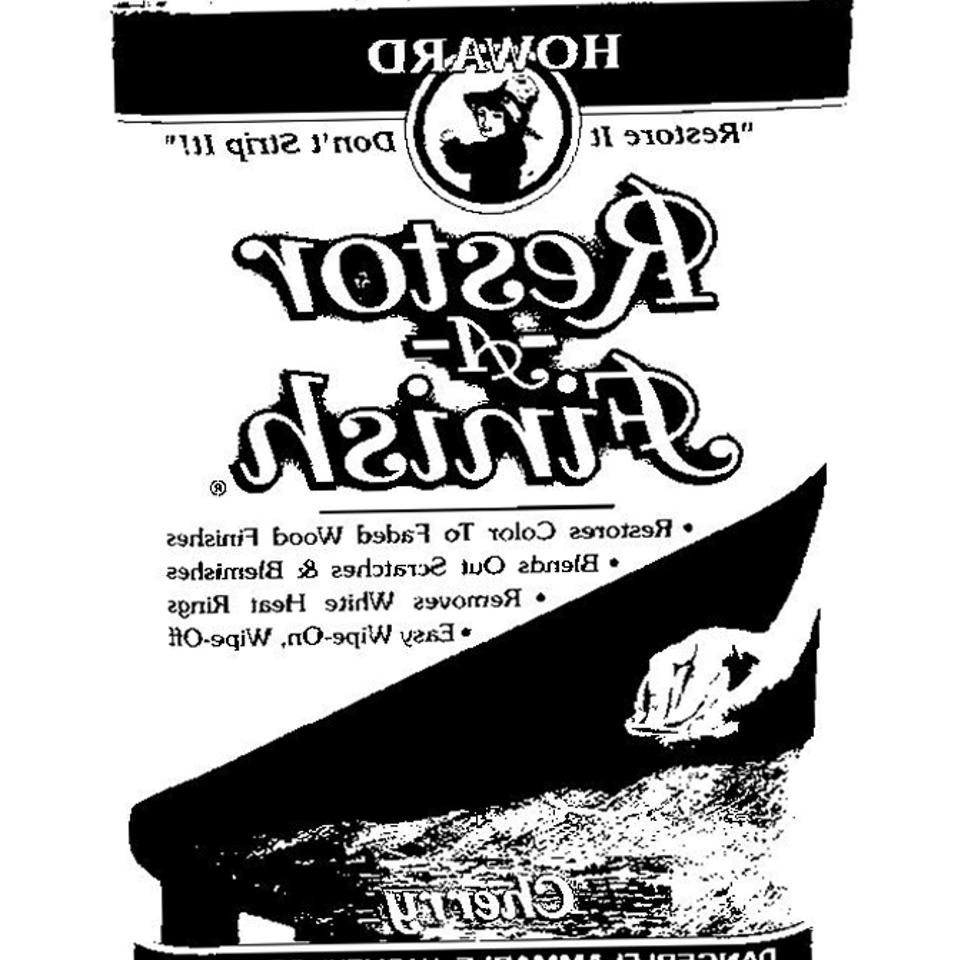 HOWARD
"Restore It Don't Strip It!"
Restor
-A-
Finish®
• Restores Color To Faded Wood Finishes
• Blends Out Scratches & Blemishes
• Removes White Heat Rings
• Easy Wipe-On, Wipe-Off
Cherry